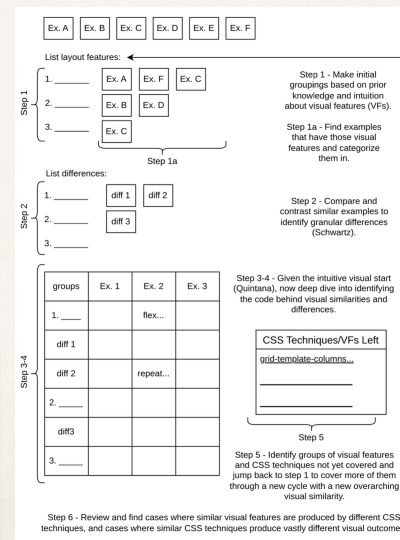 Ex. A Ex. B Ex. C Ex. D Ex. E Ex. F
List layout features:
Step 1
1. ______ Ex. A Ex. F Ex. C
2. ______ Ex. B Ex. D
3. ______ Ex. C
Step 1a
Step 1 - Make initial
groupings based on prior
knowledge and intuition
about visual features (VFs).
Step 1a - Find examples
that have those visual
features and categorize
them in.
List differences:
Step 2
1. ______ diff 1 diff 2
2. ______ diff 3
3. ______
Step 2 - Compare and
contrast similar examples to
identify granular differences
(Schwartz).
Step 3-4
groups Ex. 1 Ex. 2 Ex. 3
1. ____ flex...
diff 1
diff 2 repeat...
2. _____
diff3
3. _____
Step 3-4 - Given the intuitive visual start
(Quintana), now deep dive into identifying
the code behind visual similarities and
differences.
CSS Techniques/VFs Left
grid-template-columns...
Step 5
Step 5 - Identify groups of visual features
and CSS techniques not yet covered and
jump back to step 1 to cover more of them
through a new cycle with a new overarching
visual similarity.
Step 6 - Review and find cases where similar visual features are produced by different CSS
techniques, and cases where similar CSS techniques produce vastly different visual outcome